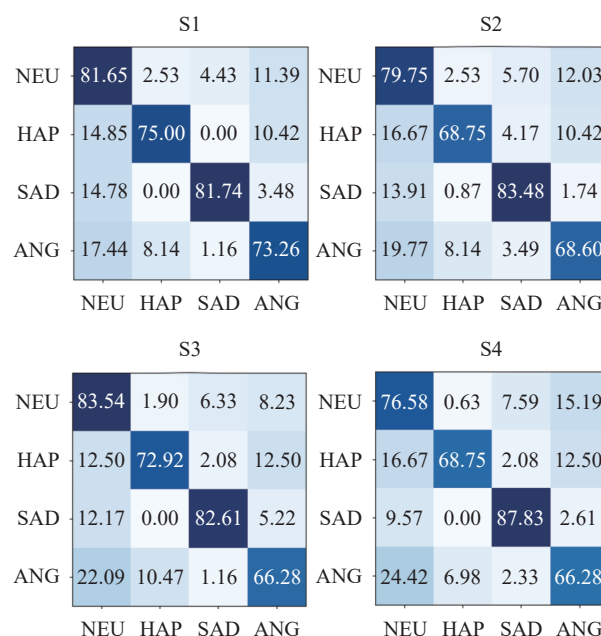 S1 S2
NEU 81.65 2.53 4.43 11.39 NEU 79.75 2.53 5.70 12.03
HAP 14.85 75.00 0.00 10.42 HAP 16.67 68.75 4.17 10.42
SAD 14.78 0.00 81.74 3.48 SAD 13.91 0.87 83.48 1.74
ANG 17.44 8.14 1.16 73.26 ANG 19.77 8.14 3.49 68.60
NEU HAP SAD ANG NEU HAP SAD ANG
S3 S4
NEU 83.54 1.90 6.33 8.23 NEU 76.58 0.63 7.59 15.19
HAP 12.50 72.92 2.08 12.50 HAP 16.67 68.75 2.08 12.50
SAD 12.17 0.00 82.61 5.22 SAD 9.57 0.00 87.83 2.61
ANG 22.09 10.47 1.16 66.28 ANG 24.42 6.98 2.33 66.28
NEU HAP SAD ANG NEU HAP SAD ANG